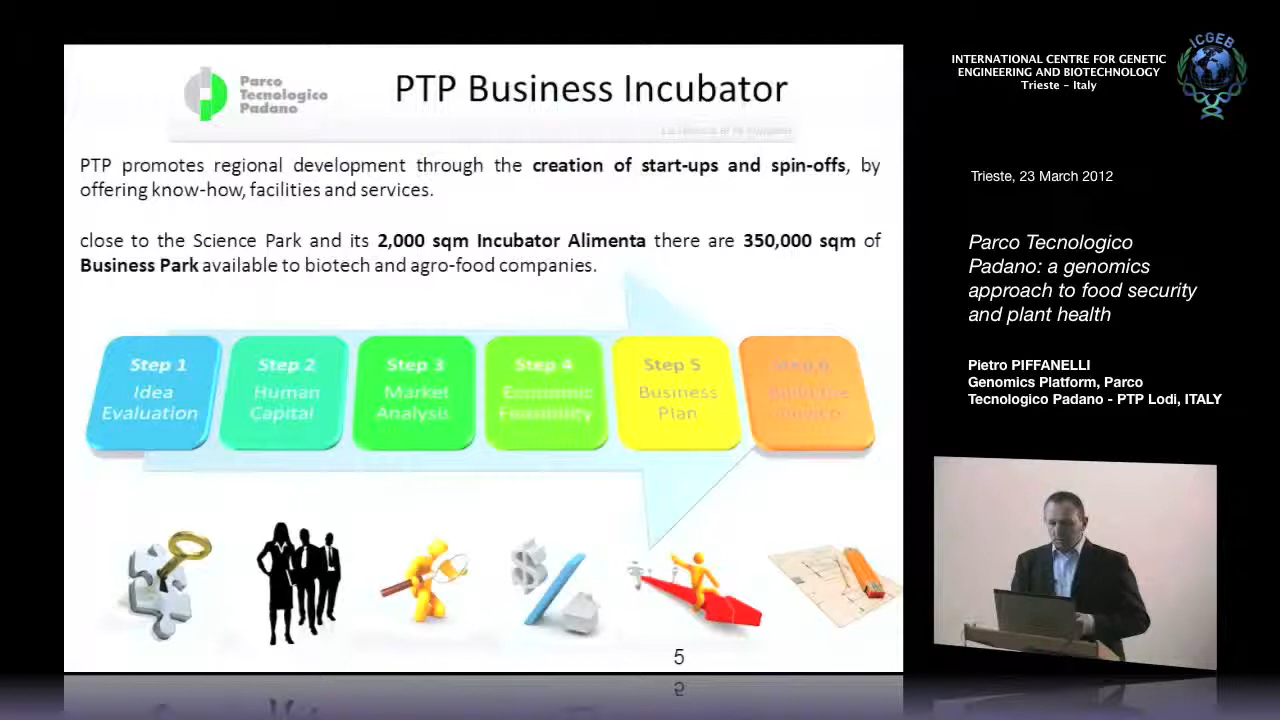 Parco
Tecnologico
Padano
PTP Business Incubator
PTP promotes regional development through the creation of start-ups and spin-offs, by
offering know-how, facilities and services.
close to the Science Park and its 2,000 sqm Incubator Alimenta there are 350,000 sqm of
Business Park available to biotech and agro-food companies.
Step 1
Idea
Evaluation
Step 2
Human
Capital
Step 3
Market
Analysis
Step 4
Economic
Feasibility
Step 5
Business
Plan
Step 6
5
INTERNATIONAL CENTRE FOR GENETIC
ENGINEERING AND BIOTECHNOLOGY
Trieste - Italy
ICGEB
Trieste, 23 March 2012
Parco Tecnologico
Padano: a genomics
approach to food security
and plant health
Pietro PIFFANELLI
Genomics Platform, Parco
Tecnologico Padano - PTP Lodi, ITALY